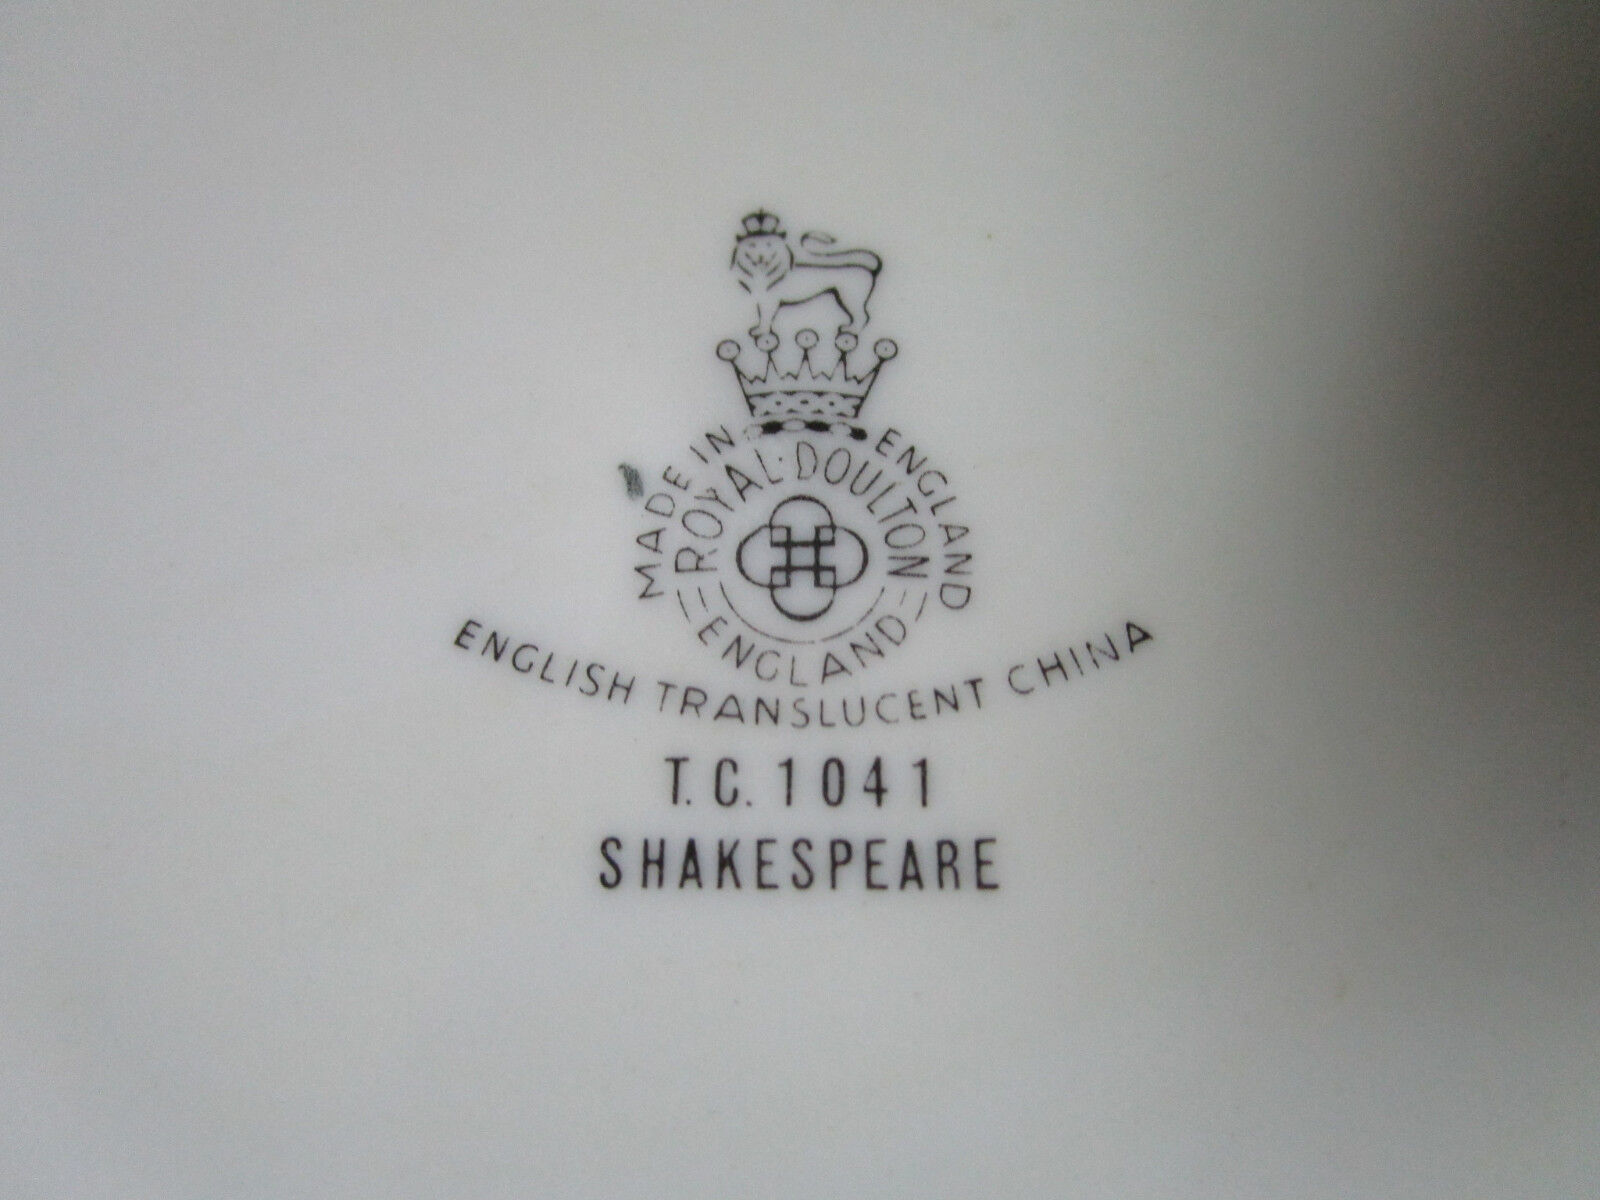 MADE IN ENGLAND
ROYAL·DOULTON
ENGLAND
ENGLISH TRANSLUCENT CHINA
T.C. 1041
SHAKESPEARE